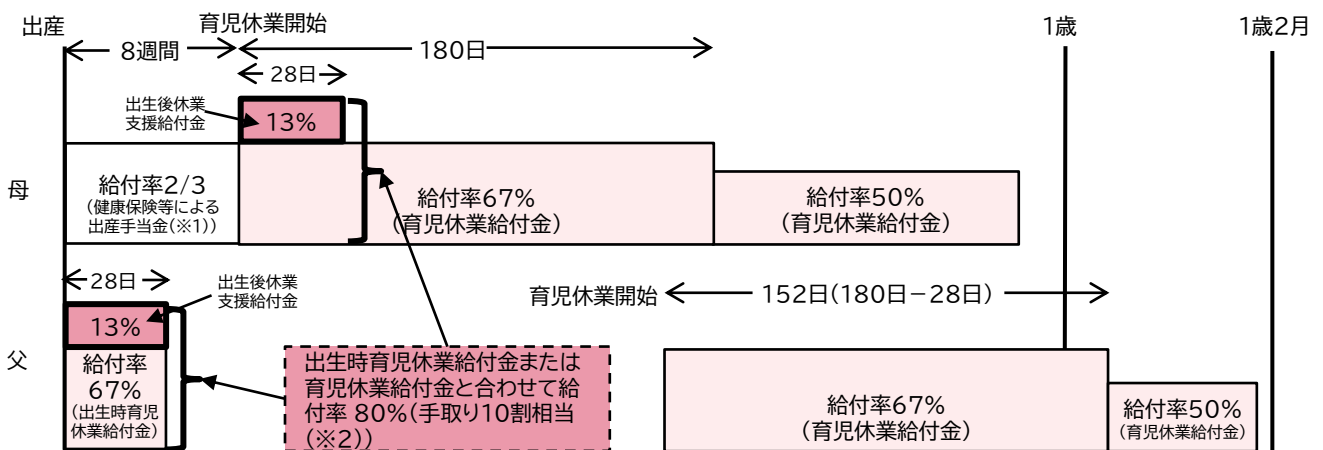 出産
育児休業開始
1歳
1歳2月
8週間
180日
28日
出生後休業
支援給付金
13%
母
給付率2/3
(健康保険等による
出産手当金(※1))
給付率67%
(育児休業給付金)
給付率50%
(育児休業給付金)
28日
出生後休業
支援給付金
育児休業開始
152日(180日－28日)
13%
父
給付率
67%
(出生時育児
休業給付金)
出生時育児休業給付金または
育児休業給付金と合わせて給
付率 80%(手取り10割相当
(※2))
給付率67%
(育児休業給付金)
給付率50%
(育児休業給付金)